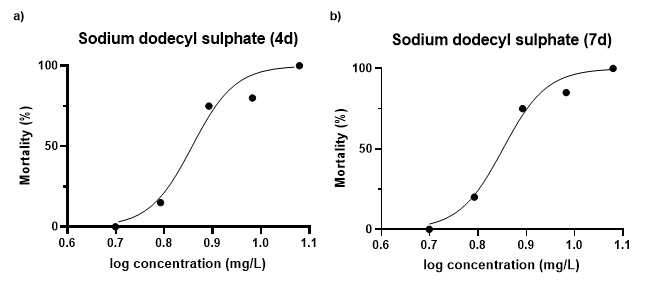 a)
Sodium dodecyl sulphate (4d)
100
50
0
Mortality (%)
0.6 0.7 0.8 0.9 1.0 1.1
log concentration (mg/L)
b)
Sodium dodecyl sulphate (7d)
100
50
0
Mortality (%)
0.6 0.7 0.8 0.9 1.0 1.1
log concentration (mg/L)